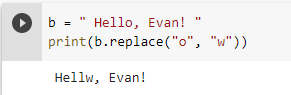 b = " Hello, Evan! "
print(b.replace("o", "w"))
 Hellw, Evan!